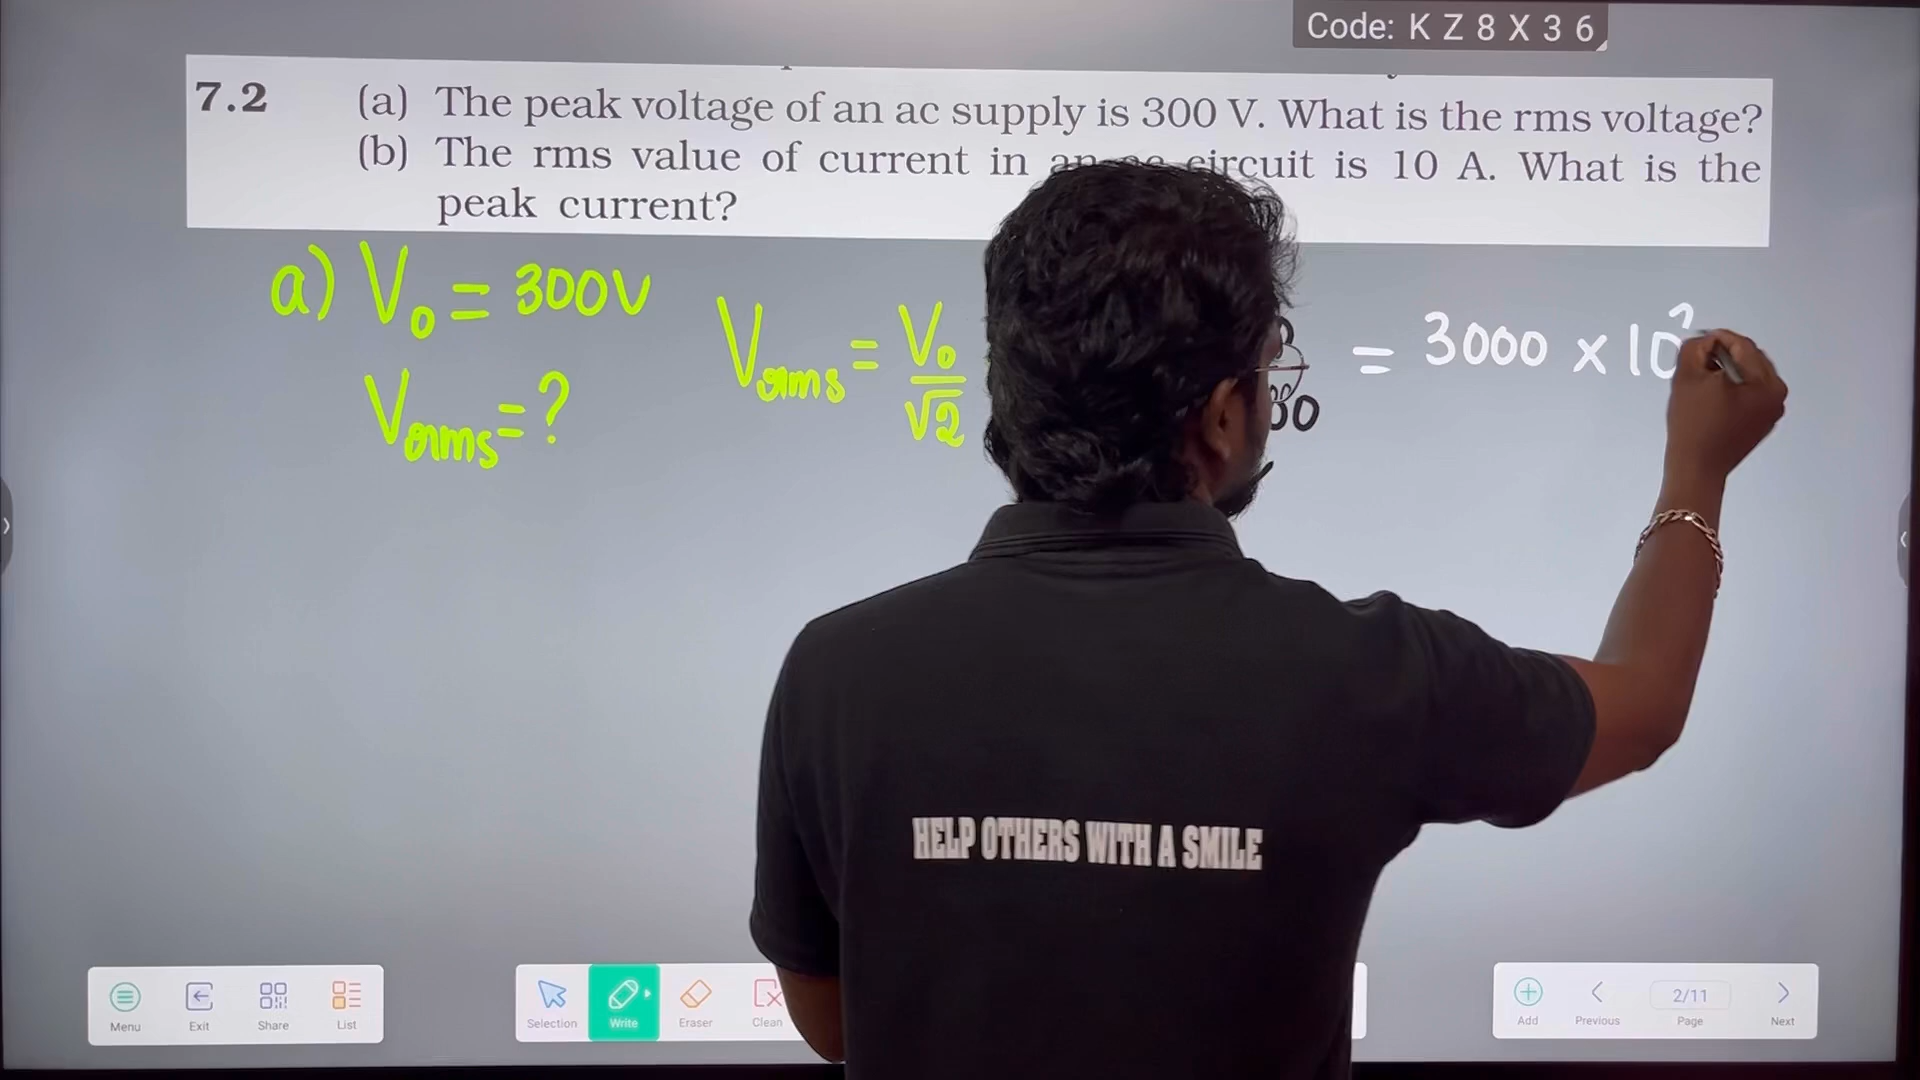 Code: K Z 8 X 3 6
7.2 (a) The peak voltage of an ac supply is 300 V. What is the rms voltage?
(b) The rms value of current in an ac circuit is 10 A. What is the
peak current?
a) V₀ = 300V
Vrms = ?
Vrms = V₀/√2
= 3000 × 10
HELP OTHERS WITH A SMILE
Menu Exit Share List
Selection Write Eraser Clean
Add Previous 2/11 Page Next